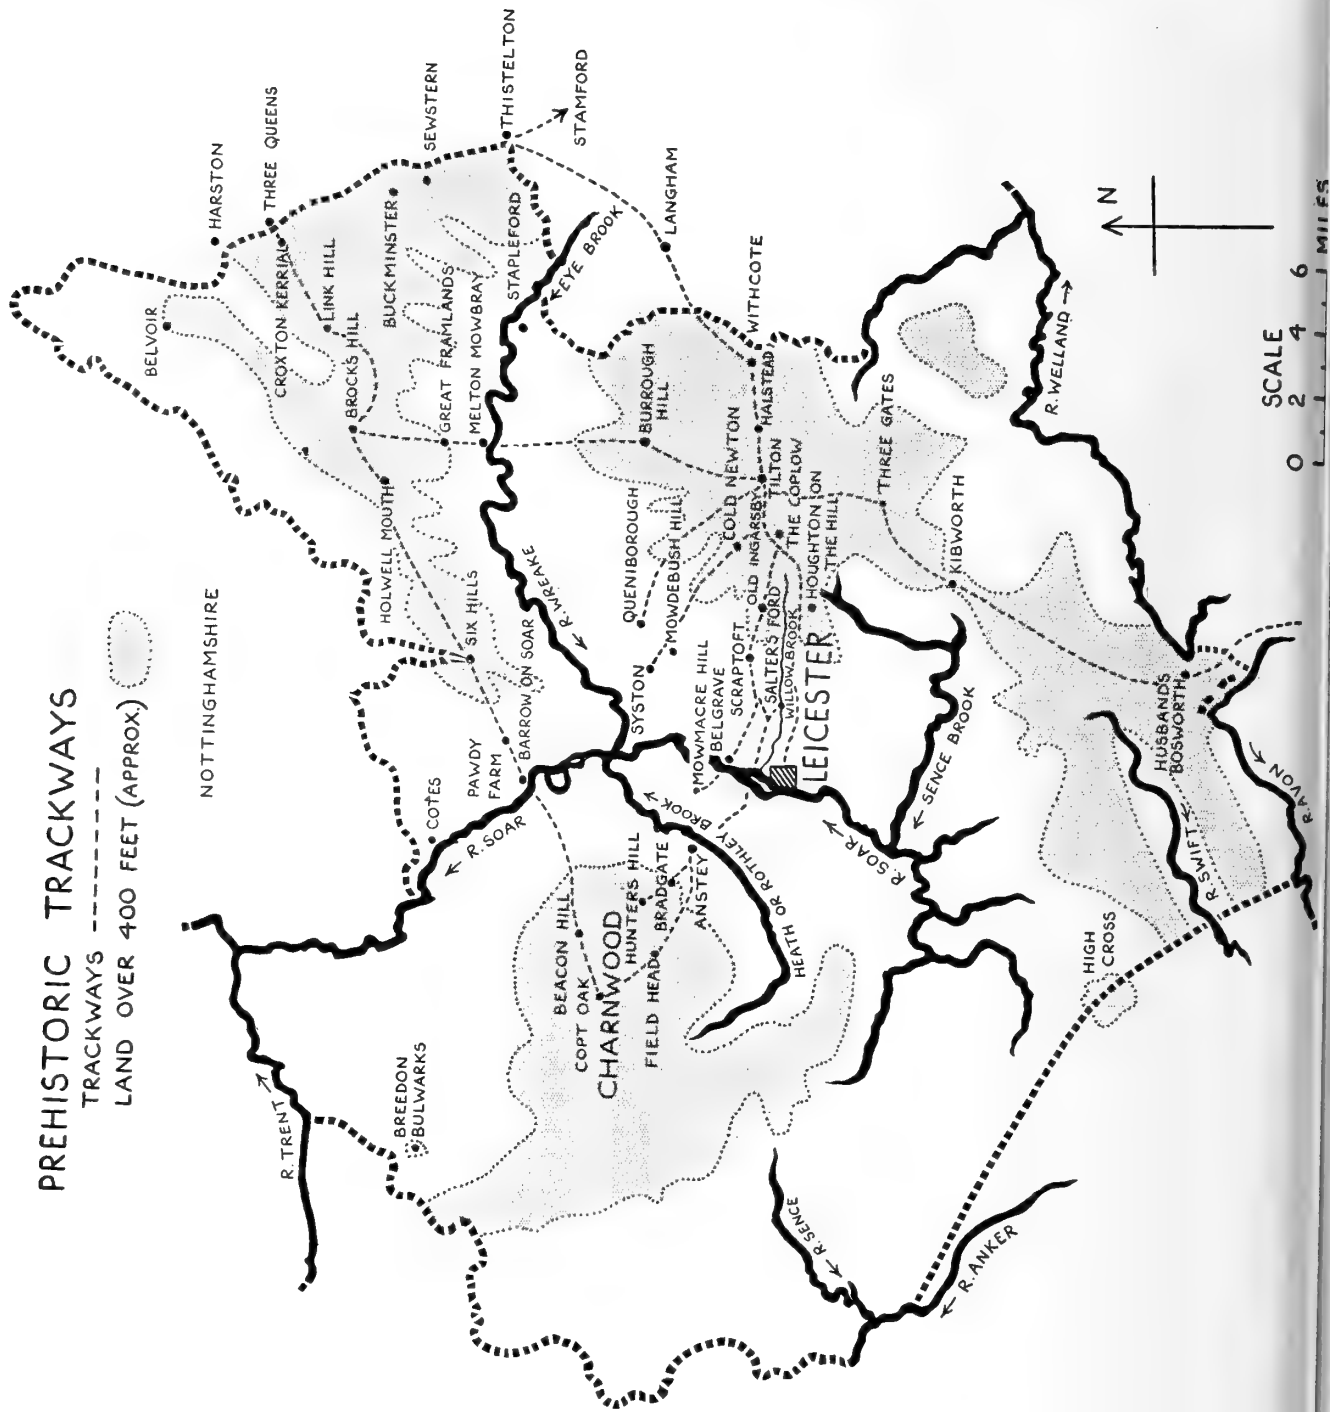 PREHISTORIC TRACKWAYS
TRACKWAYS
LAND OVER 400 FEET (APPROX.)
NOTTINGHAMSHIRE
R. TRENT
BREEDON
BULWARKS
COTES
R. SOAR
PAWDY
FARM
BARROW ON SOAR
SIX HILLS
HOLWELL MOUTH
BROCKS HILL
LINK HILL
CROXTON KERRIAL
BELVOIR
HARSTON
THREE QUEENS
BUCKMINSTER
SEWSTERN
THISTELTON
STAMFORD
GREAT FRAMLANDS
MELTON MOWBRAY
STAPLEFORD
EYE BROOK
LANGHAM
R. WREAKE
BEACON HILL
COPT OAK
CHARNWOOD
HUNTERS HILL
FIELD HEAD
BRADGATE
ANSTEY
HEATH OR ROTHLEY BROOK
SYSTON
QUENIBOROUGH
MOWDEBUSH HILL
BURROUGH
HILL
MOWMACRE HILL
BELGRAVE
SCRAPTOFT
COLD NEWTON
OLD INGARSBY
TILTON
HALSTEAD
WITHCOTE
SALTER'S FORD
WILLOW BROOK
THE COPLOW
HOUGHTON ON
THE HILL
LEICESTER
THREE GATES
KIBWORTH
R. SOAR
SENCE BROOK
R. SENCE
R. ANKER
HIGH
CROSS
R. SWIFT
HUSBANDS
BOSWORTH
R. AVON
R. WELLAND
N
SCALE
0 2 4 6
MILES